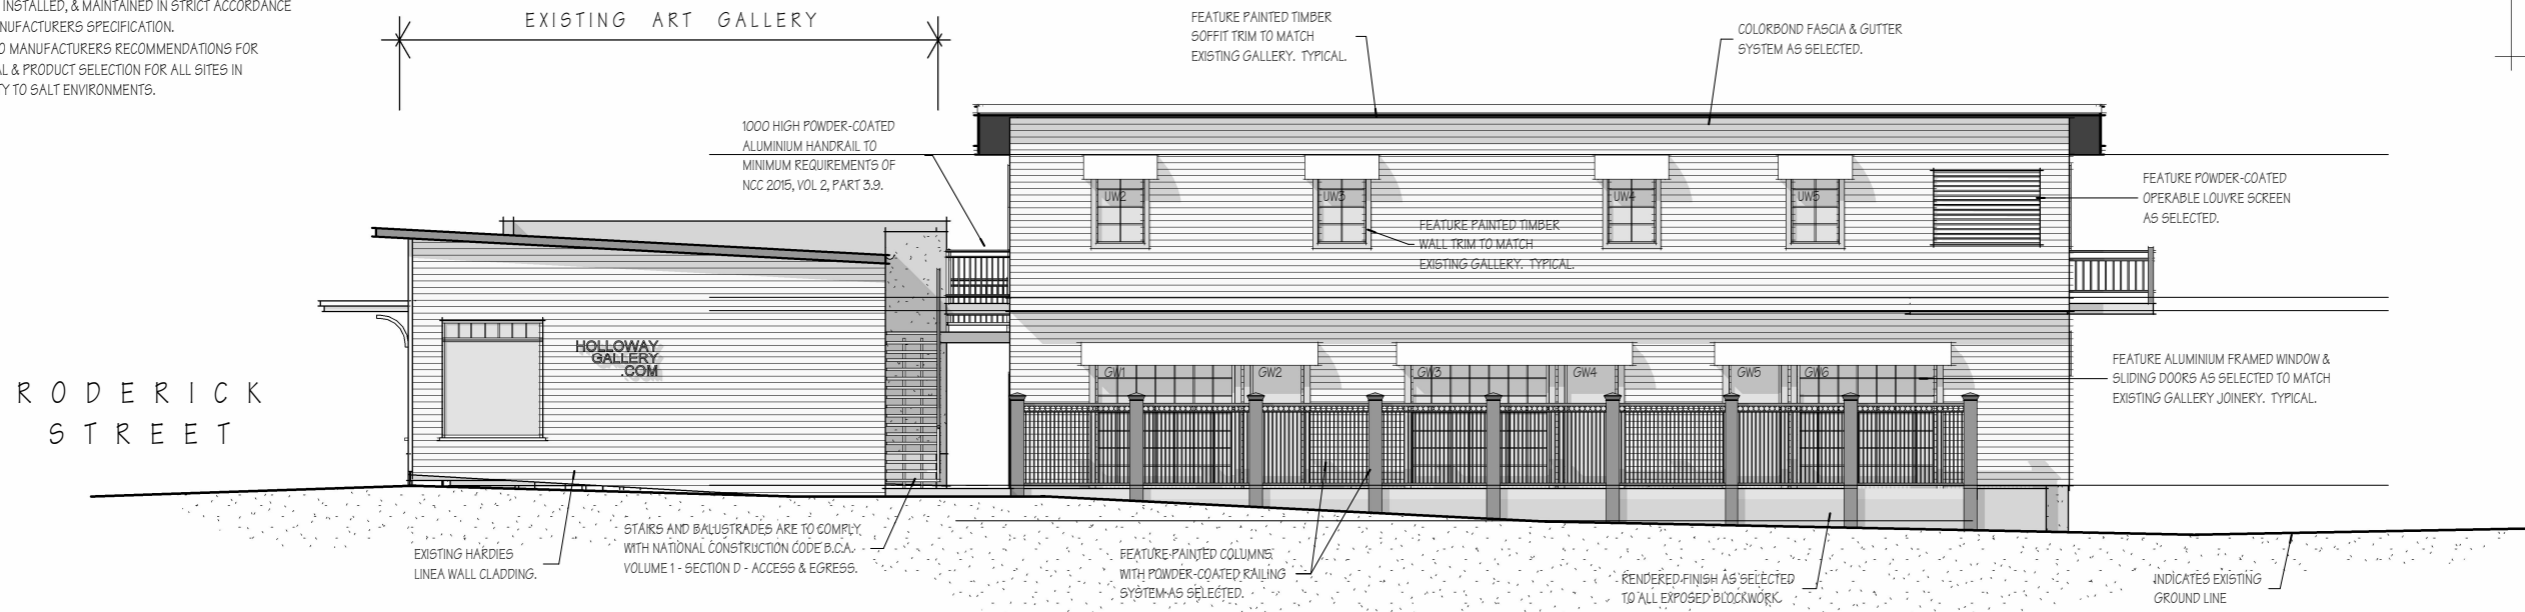 INSTALLED, & MAINTAINED IN STRICT ACCORDANCE
SPECIFICATION.
MANUFACTURERS RECOMMENDATIONS FOR
& PRODUCT SELECTION FOR ALL SITES IN
TO SALT ENVIRONMENTS.
EXISTING ART GALLERY
FEATURE PAINTED TIMBER
SOFFIT TRIM TO MATCH
EXISTING GALLERY. TYPICAL.
COLORBOND FASCIA & GUTTER
SYSTEM AS SELECTED.
1000 HIGH POWDER-COATED
ALUMINIUM HANDRAIL TO
MINIMUM REQUIREMENTS OF
NCC 2015, VOL 2, PART 3.9.
UW2
UW3
UW4
UW5
FEATURE POWDER-COATED
OPERABLE LOUVRE SCREEN
AS SELECTED.
FEATURE PAINTED TIMBER
WALL TRIM TO MATCH
EXISTING GALLERY. TYPICAL.
HOLLOWAY
GALLERY
.COM
GW1
GW2
GW3
GW4
GW5
GW6
FEATURE ALUMINIUM FRAMED WINDOW &
SLIDING DOORS AS SELECTED TO MATCH
EXISTING GALLERY JOINERY. TYPICAL.
RODERICK
STREET
EXISTING HARDIES
LINEA WALL CLADDING.
STAIRS AND BALUSTRADES ARE TO COMPLY
WITH NATIONAL CONSTRUCTION CODE B.C.A.
VOLUME 1 - SECTION D - ACCESS & EGRESS.
FEATURE PAINTED COLUMNS
WITH POWDER-COATED RAILING
SYSTEM AS SELECTED.
RENDERED FINISH AS SELECTED
TO ALL EXPOSED BLOCKWORK.
INDICATES EXISTING
GROUND LINE